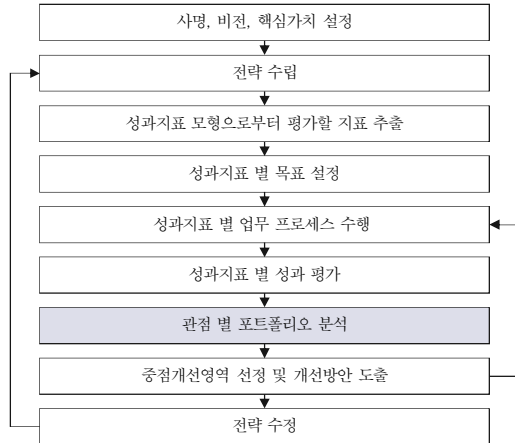 사명, 비전, 핵심가치 설정
전략 수립
성과지표 모형으로부터 평가할 지표 추출
성과지표 별 목표 설정
성과지표 별 업무 프로세스 수행
성과지표 별 성과 평가
관점 별 포트폴리오 분석
중점개선영역 선정 및 개선방안 도출
전략 수정